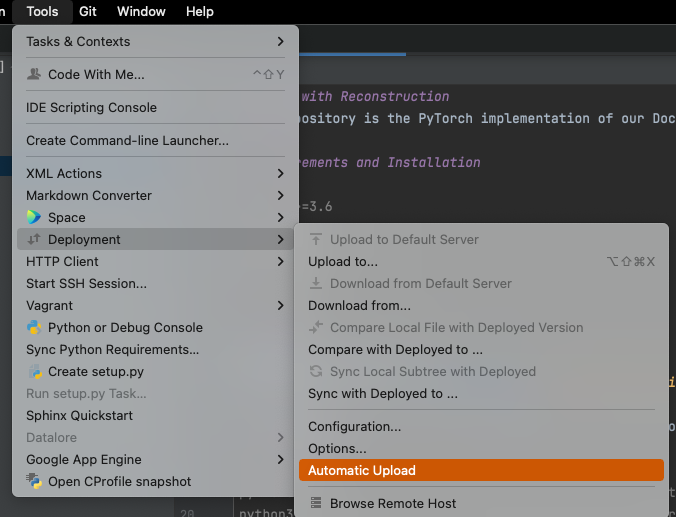 Tools Git Window Help
Tasks & Contexts
Code With Me... ^⇧Y
IDE Scripting Console
Create Command-line Launcher...
XML Actions
Markdown Converter
Space
Deployment
HTTP Client
Start SSH Session...
Vagrant
Python or Debug Console
Sync Python Requirements...
Create setup.py
Run setup.py Task...
Sphinx Quickstart
Datalore
Google App Engine
Open CProfile snapshot
with Reconstruction
pository is the PyTorch implementation of our Doc
rements and Installation
>=3.6
Upload to Default Server
Upload to... ⌥⇧⌘X
Download from Default Server
Download from...
Compare Local File with Deployed Version
Compare with Deployed to ...
Sync Local Subtree with Deployed
Sync with Deployed to ...
Configuration...
Options...
Automatic Upload
Browse Remote Host
20
python3